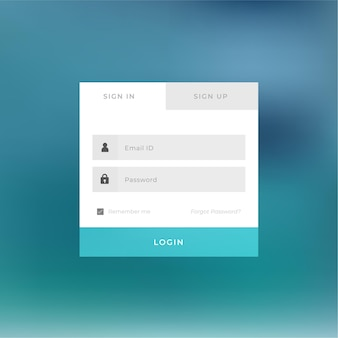 SIGN IN SIGN UP
Email ID
Password
Remember me Forgot Password?
LOGIN